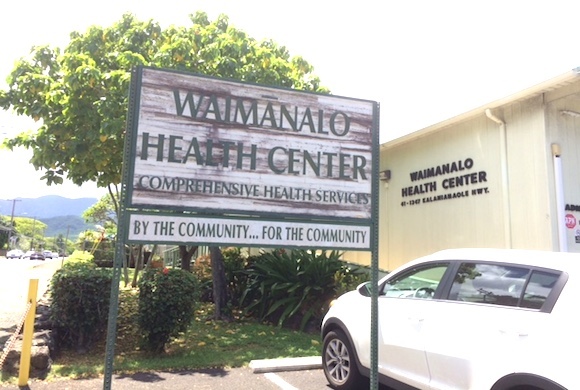 WAIMANALO
HEALTH CENTER
COMPREHENSIVE HEALTH SERVICES
BY THE COMMUNITY... FOR THE COMMUNITY
WAIMANALO
HEALTH CENTER
41-1347 KALANIANAOLE HWY.